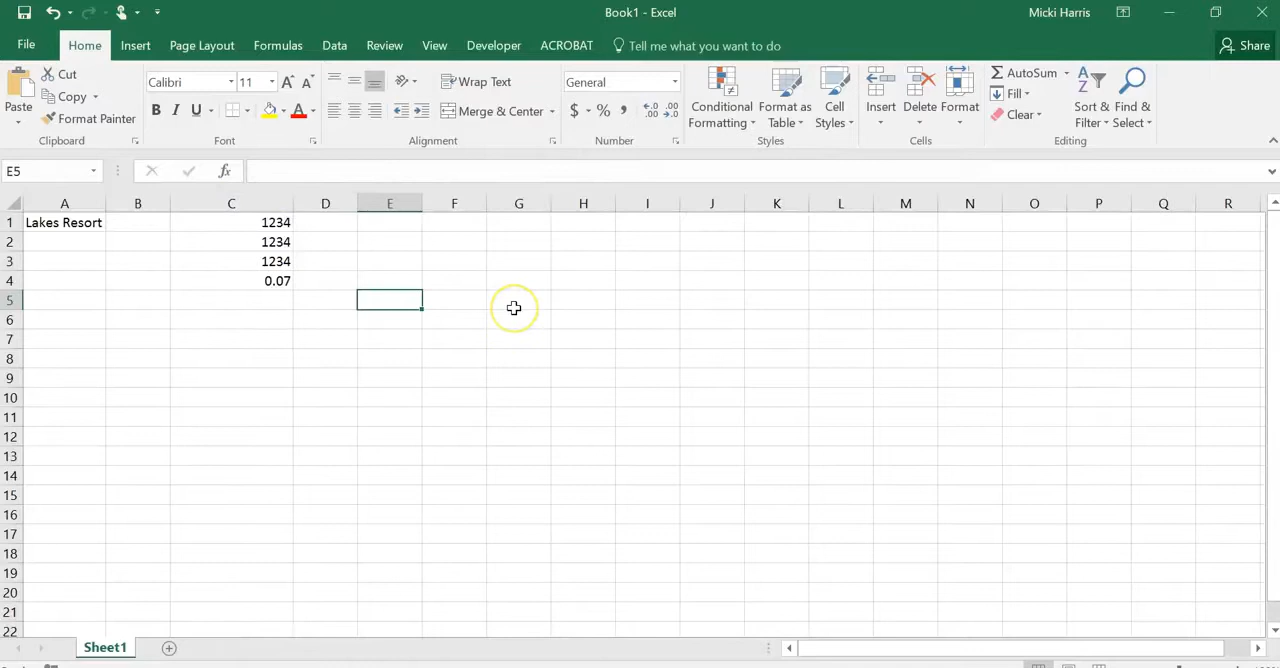 Book1 - Excel
Micki Harris
File Home Insert Page Layout Formulas Data Review View Developer ACROBAT Tell me what you want to do Share
Paste
Cut
Copy
Format Painter
Clipboard
Calibri 11
B I U A
Font
Wrap Text
Merge & Center
Alignment
General
$ % ,
Number
Conditional Formatting
Format as Table
Cell Styles
Styles
Insert Delete Format
Cells
AutoSum
Fill
Clear
Sort & Filter
Find & Select
Editing
E5 fx
A B C D E F G H I J K L M N O P Q R
1 Lakes Resort 1234
2 1234
3 1234
4 0.07
5
6
7
8
9
10
11
12
13
14
15
16
17
18
19
20
21
22
Sheet1